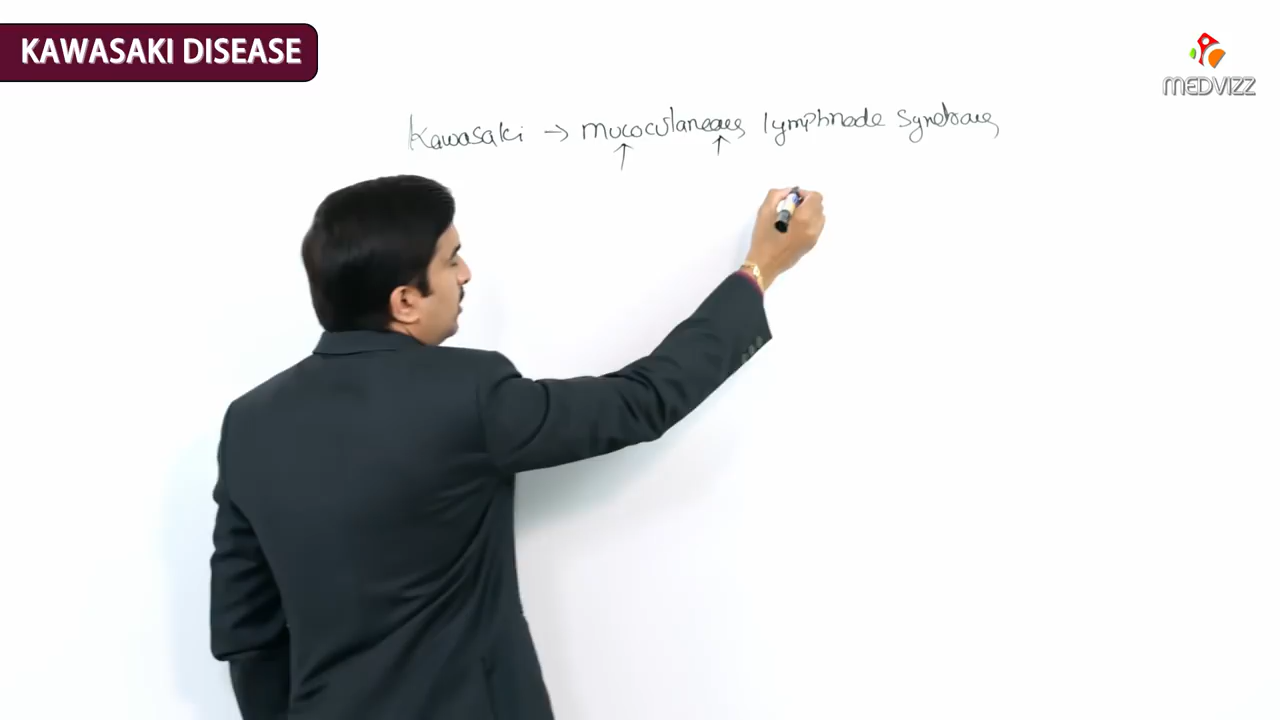 KAWASAKI DISEASE
MEDVIZZ
Kawasaki → mucocutaneous lymphnode Syndrome